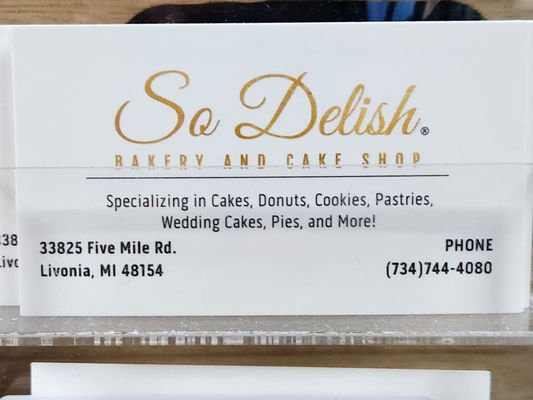 So Delish®
BAKERY AND CAKE SHOP
Specializing in Cakes, Donuts, Cookies, Pastries,
Wedding Cakes, Pies, and More!
33825 Five Mile Rd.
Livonia, MI 48154
PHONE
(734)744-4080